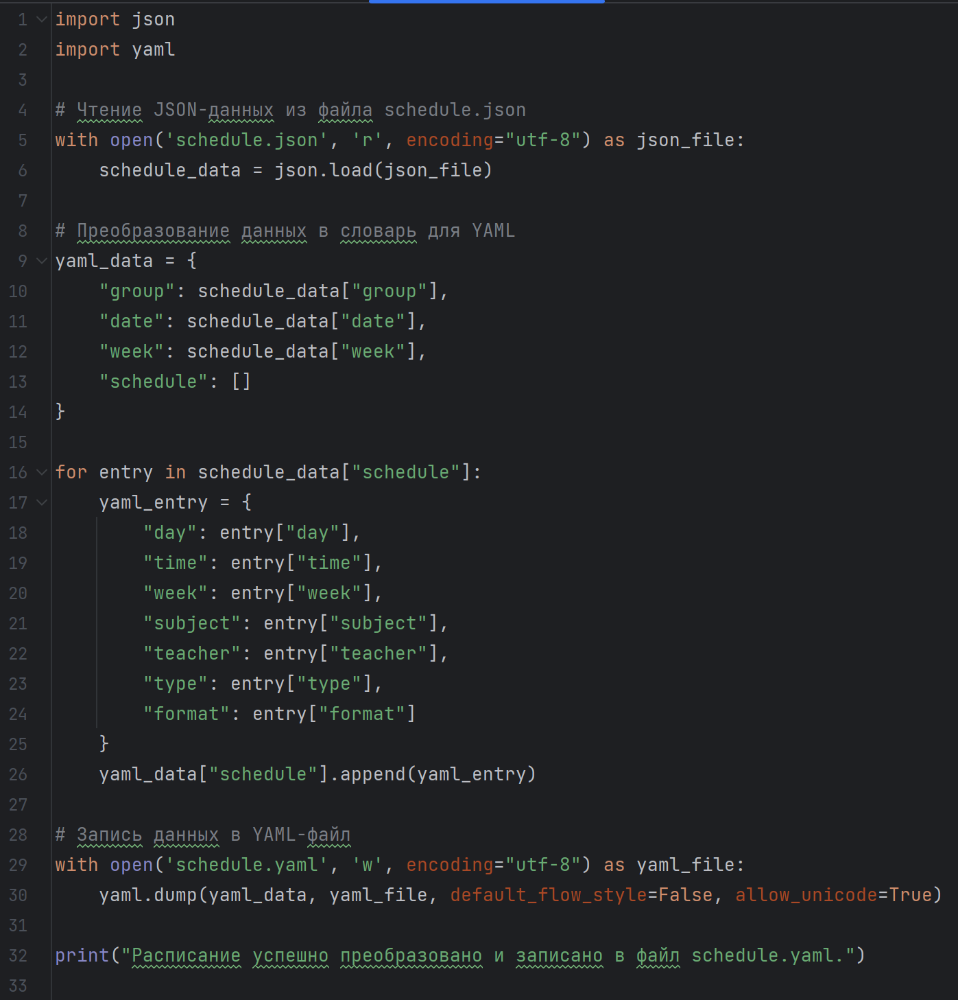 1 import json
2 import yaml
3
4 # Чтение JSON-данных из файла schedule.json
5 with open('schedule.json', 'r', encoding="utf-8") as json_file:
6     schedule_data = json.load(json_file)
7
8 # Преобразование данных в словарь для YAML
9 yaml_data = {
10     "group": schedule_data["group"],
11     "date": schedule_data["date"],
12     "week": schedule_data["week"],
13     "schedule": []
14 }
15
16 for entry in schedule_data["schedule"]:
17     yaml_entry = {
18         "day": entry["day"],
19         "time": entry["time"],
20         "week": entry["week"],
21         "subject": entry["subject"],
22         "teacher": entry["teacher"],
23         "type": entry["type"],
24         "format": entry["format"]
25     }
26     yaml_data["schedule"].append(yaml_entry)
27
28 # Запись данных в YAML-файл
29 with open('schedule.yaml', 'w', encoding="utf-8") as yaml_file:
30     yaml.dump(yaml_data, yaml_file, default_flow_style=False, allow_unicode=True)
31
32 print("Расписание успешно преобразовано и записано в файл schedule.yaml.")
33